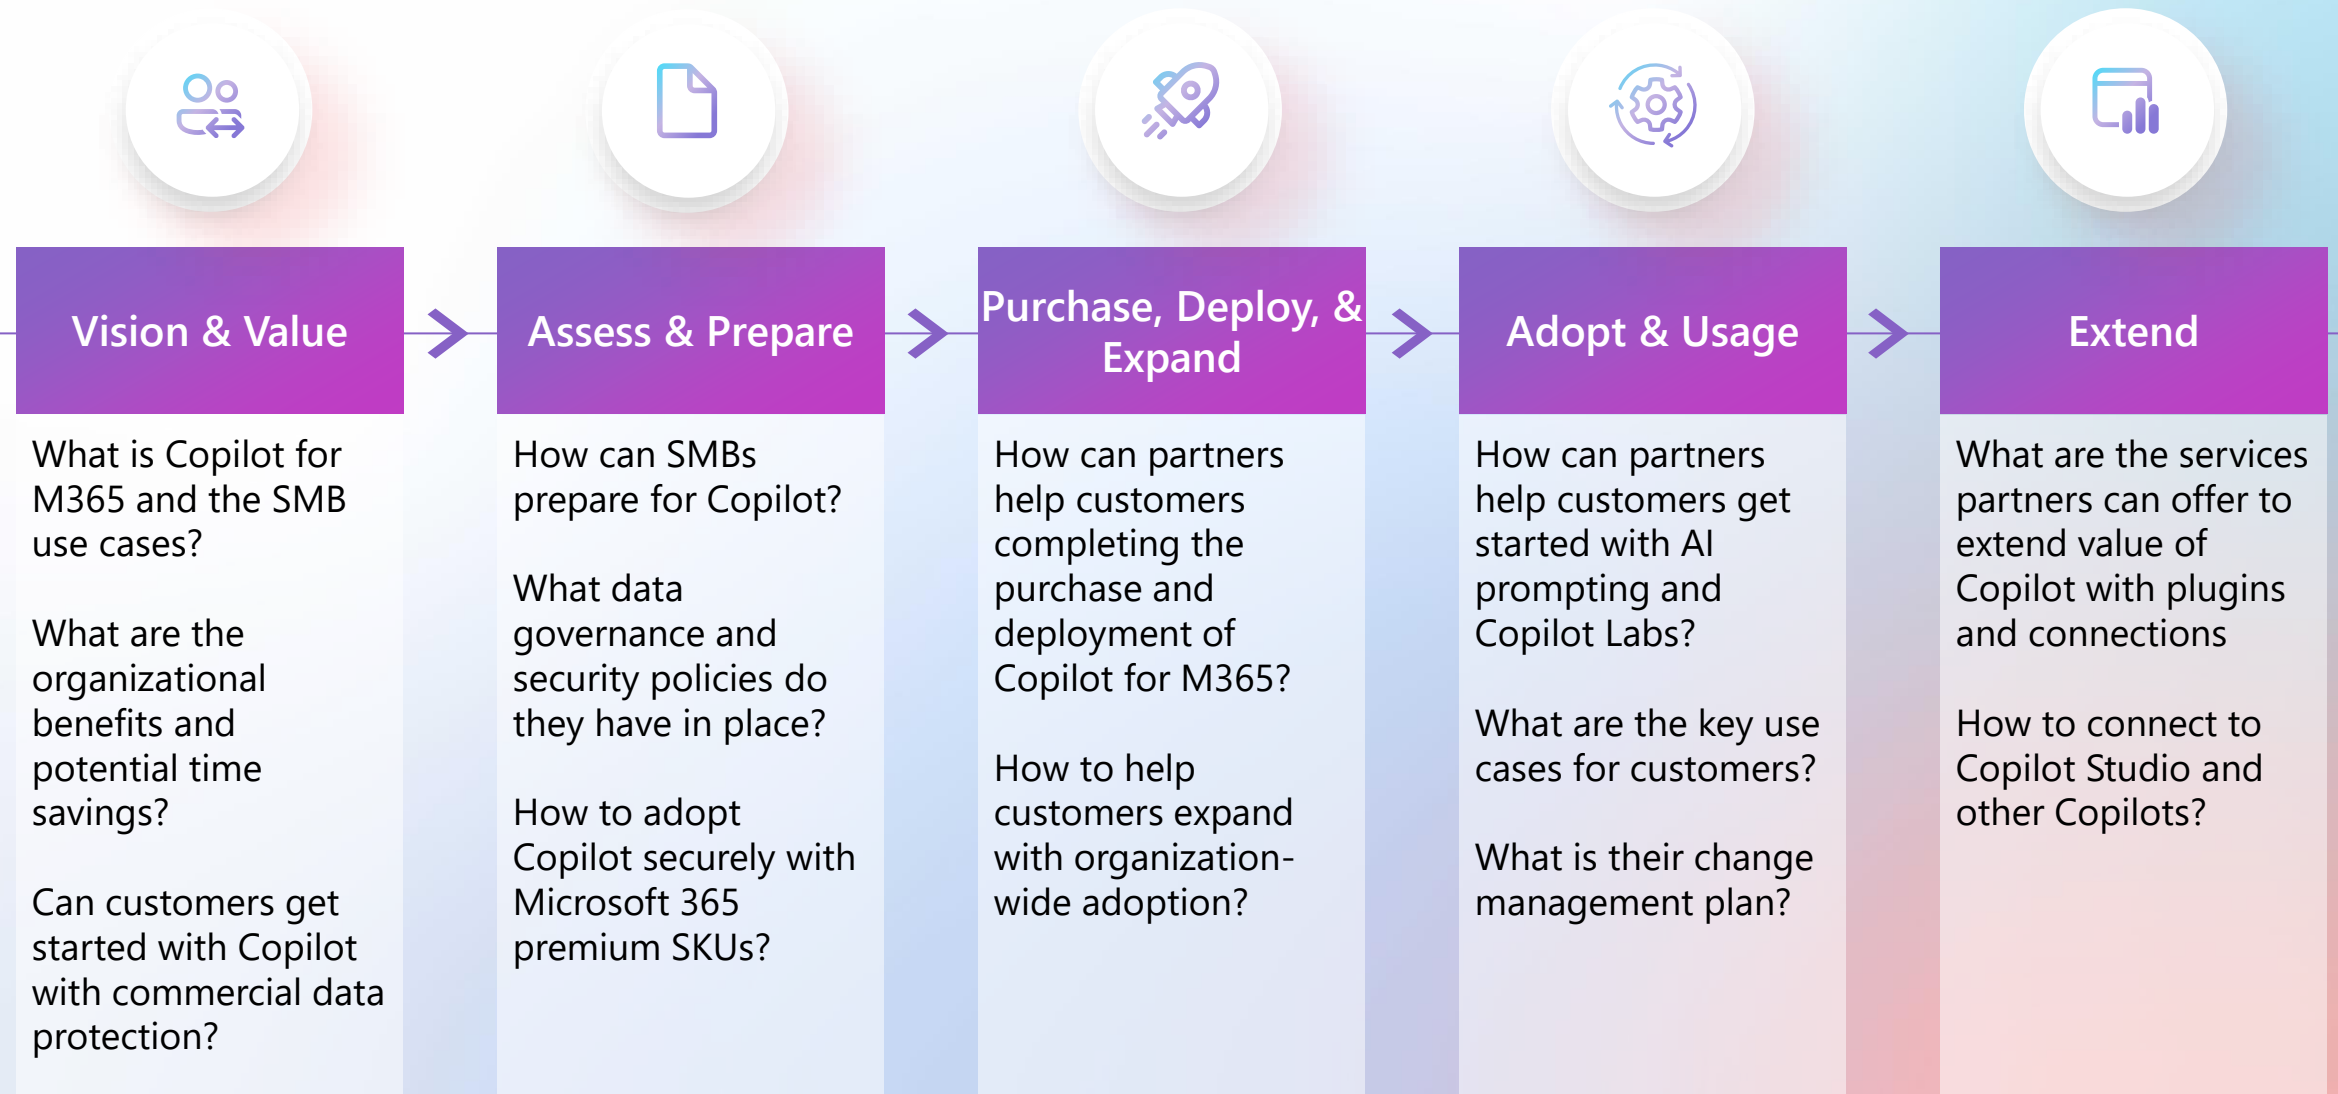 Vision & Value
What is Copilot for
M365 and the SMB
use cases?
What are the
organizational
benefits and
potential time
savings?
Can customers get
started with Copilot
with commercial data
protection?
Assess & Prepare
How can SMBs
prepare for Copilot?
What data
governance and
security policies do
they have in place?
How to adopt
Copilot securely with
Microsoft 365
premium SKUs?
Purchase, Deploy, &
Expand
How can partners
help customers
completing the
purchase and
deployment of
Copilot for M365?
How to help
customers expand
with organization-
wide adoption?
Adopt & Usage
How can partners
help customers get
started with AI
prompting and
Copilot Labs?
What are the key use
cases for customers?
What is their change
management plan?
Extend
What are the services
partners can offer to
extend value of
Copilot with plugins
and connections
How to connect to
Copilot Studio and
other Copilots?